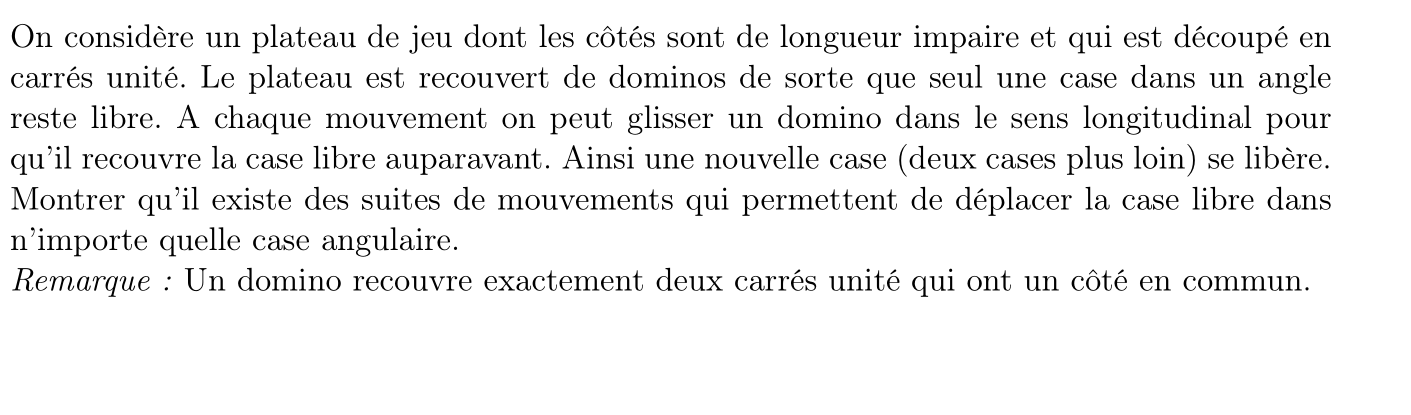 On considère un plateau de jeu dont les côtés sont de longueur impaire et qui est découpé en
carrés unité. Le plateau est recouvert de dominos de sorte que seul une case dans un angle
reste libre. A chaque mouvement on peut glisser un domino dans le sens longitudinal pour
qu'il recouvre la case libre auparavant. Ainsi une nouvelle case (deux cases plus loin) se libère.
Montrer qu'il existe des suites de mouvements qui permettent de déplacer la case libre dans
n'importe quelle case angulaire.
Remarque : Un domino recouvre exactement deux carrés unité qui ont un côté en commun.